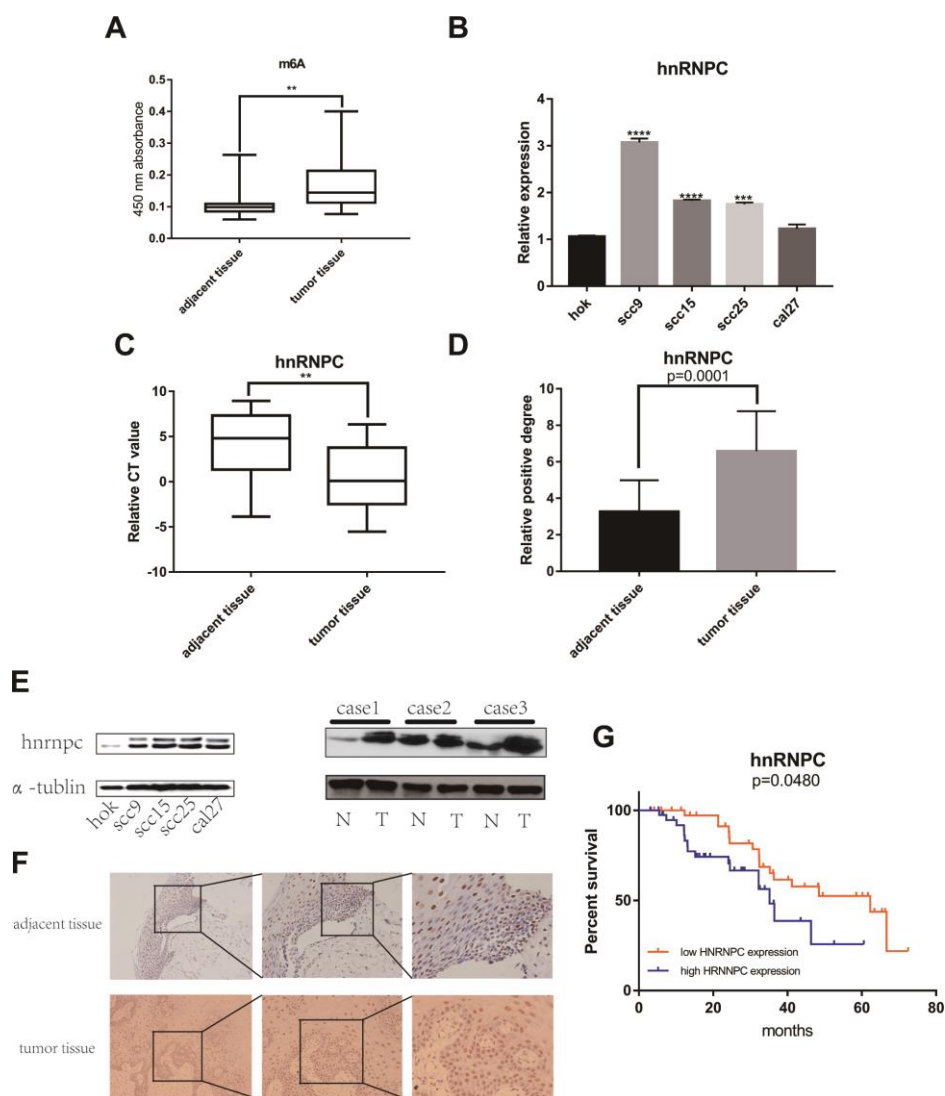 A
m6A
**
450 nm absorbance
0.5
0.4
0.3
0.2
0.1
0.0
adjacent tissue
tumor tissue
B
hnRNPC
Relative expression
4
3
2
1
0
****
****
***
hok
scc9
scc15
scc25
cal27
C
hnRNPC
**
Relative CT value
10
5
0
-5
-10
adjacent tissue
tumor tissue
D
hnRNPC
p=0.0001
Relative positive degree
10
8
6
4
2
0
adjacent tissue
tumor tissue
E
hnrnpc
α -tublin
hok
scc9
scc15
scc25
cal27
case1 case2 case3
N T N T N T
F
adjacent tissue
tumor tissue
G
hnRNPC
p=0.0480
Percent survival
100
50
0
low HNRNPC expression
high HRNNPC expression
0 20 40 60 80
months